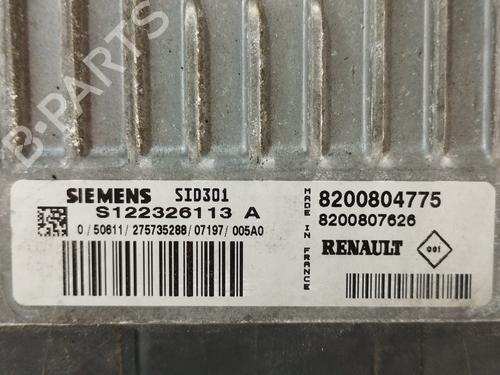 B-PARTS
SIEMENS SID301
S122326113 A
0/50611/275735288/07197/005A0
MADE IN FRANCE
8200804775
8200807626
RENAULT
001